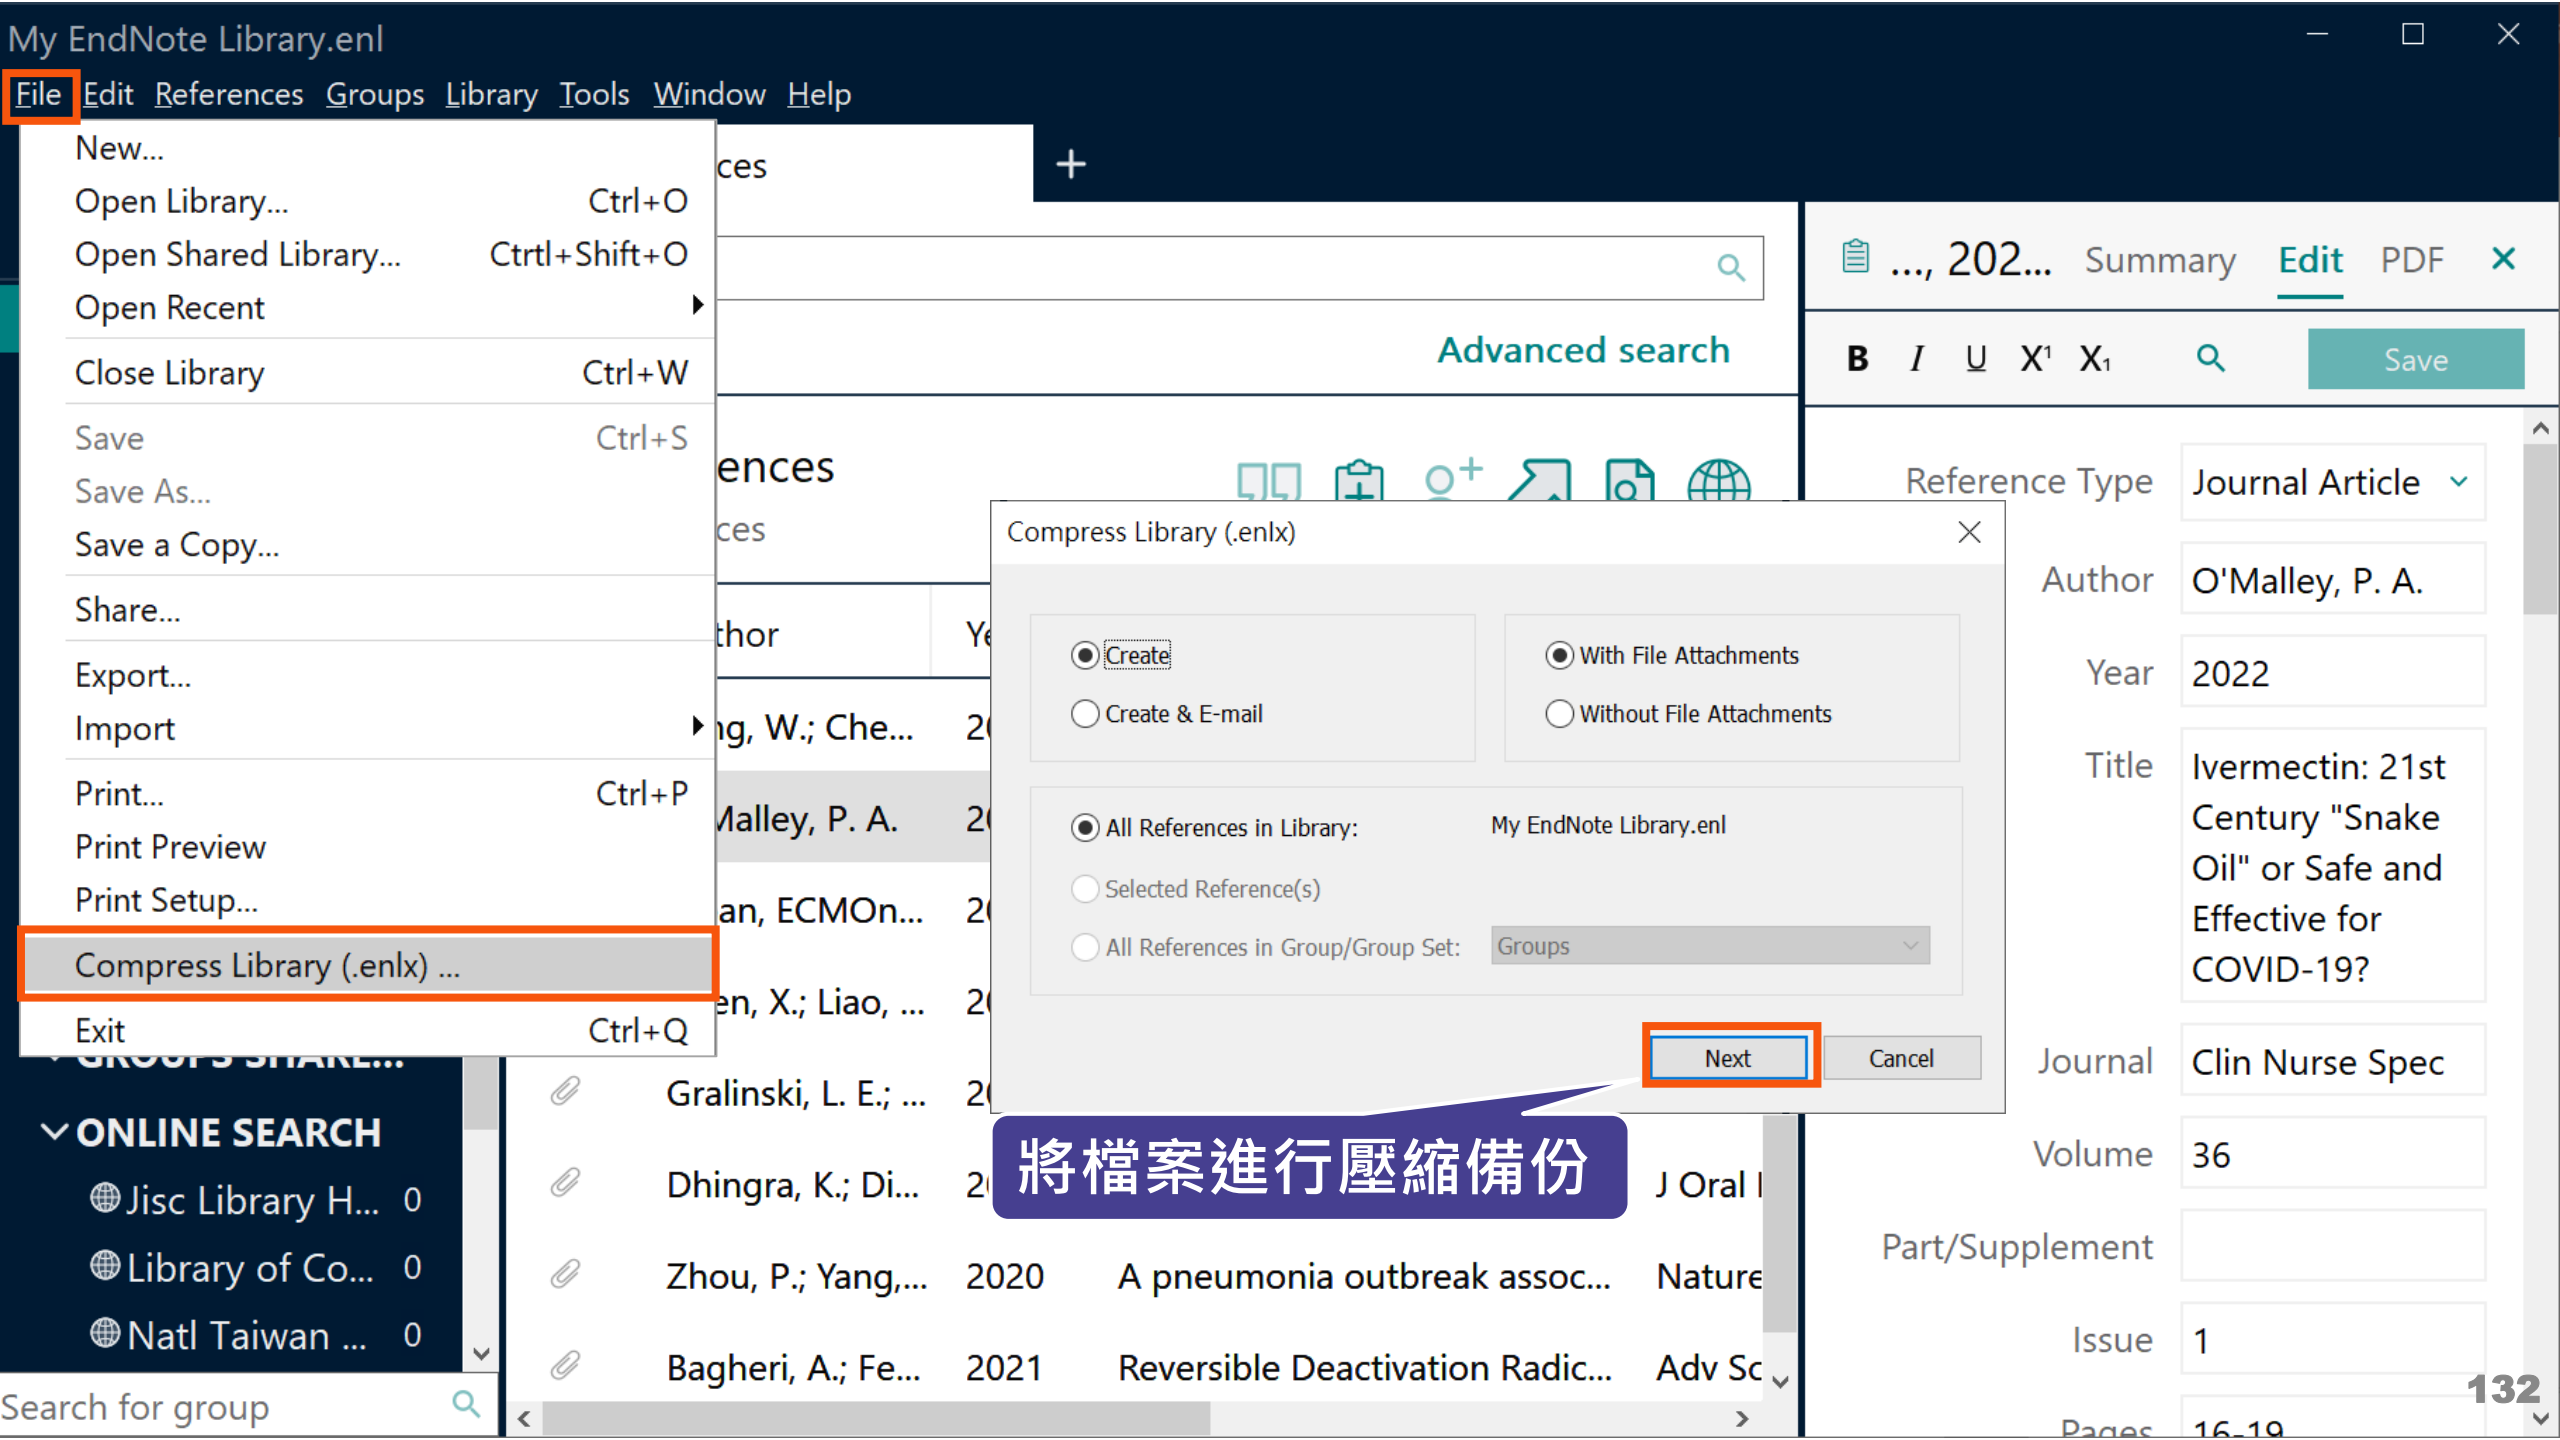 My EndNote Library.enl
File Edit References Groups Library Tools Window Help
New...
Open Library... Ctrl+O
Open Shared Library... Ctrtl+Shift+O
Open Recent
Close Library Ctrl+W
Save Ctrl+S
Save As...
Save a Copy...
Share...
Export...
Import
Print... Ctrl+P
Print Preview
Print Setup...
Compress Library (.enlx) ...
Exit Ctrl+Q
ONLINE SEARCH
Jisc Library H... 0
Library of Co... 0
Natl Taiwan ... 0
Search for group
ces
Advanced search
ences
ces
thor
ng, W.; Che...
Malley, P. A.
an, ECMOn...
en, X.; Liao, ...
Gralinski, L. E.; ...
Dhingra, K.; Di... J Oral
Zhou, P.; Yang,... 2020 A pneumonia outbreak assoc... Nature
Bagheri, A.; Fe... 2021 Reversible Deactivation Radic... Adv Sc
Compress Library (.enlx)
Create
Create & E-mail
With File Attachments
Without File Attachments
All References in Library: My EndNote Library.enl
Selected Reference(s)
All References in Group/Group Set: Groups
Next Cancel
將檔案進行壓縮備份
..., 202... Summary Edit PDF
B I U X¹ X₁ Save
Reference Type Journal Article
Author O'Malley, P. A.
Year 2022
Title Ivermectin: 21st
Century "Snake
Oil" or Safe and
Effective for
COVID-19?
Journal Clin Nurse Spec
Volume 36
Part/Supplement
Issue 1
Pages 16-19
132